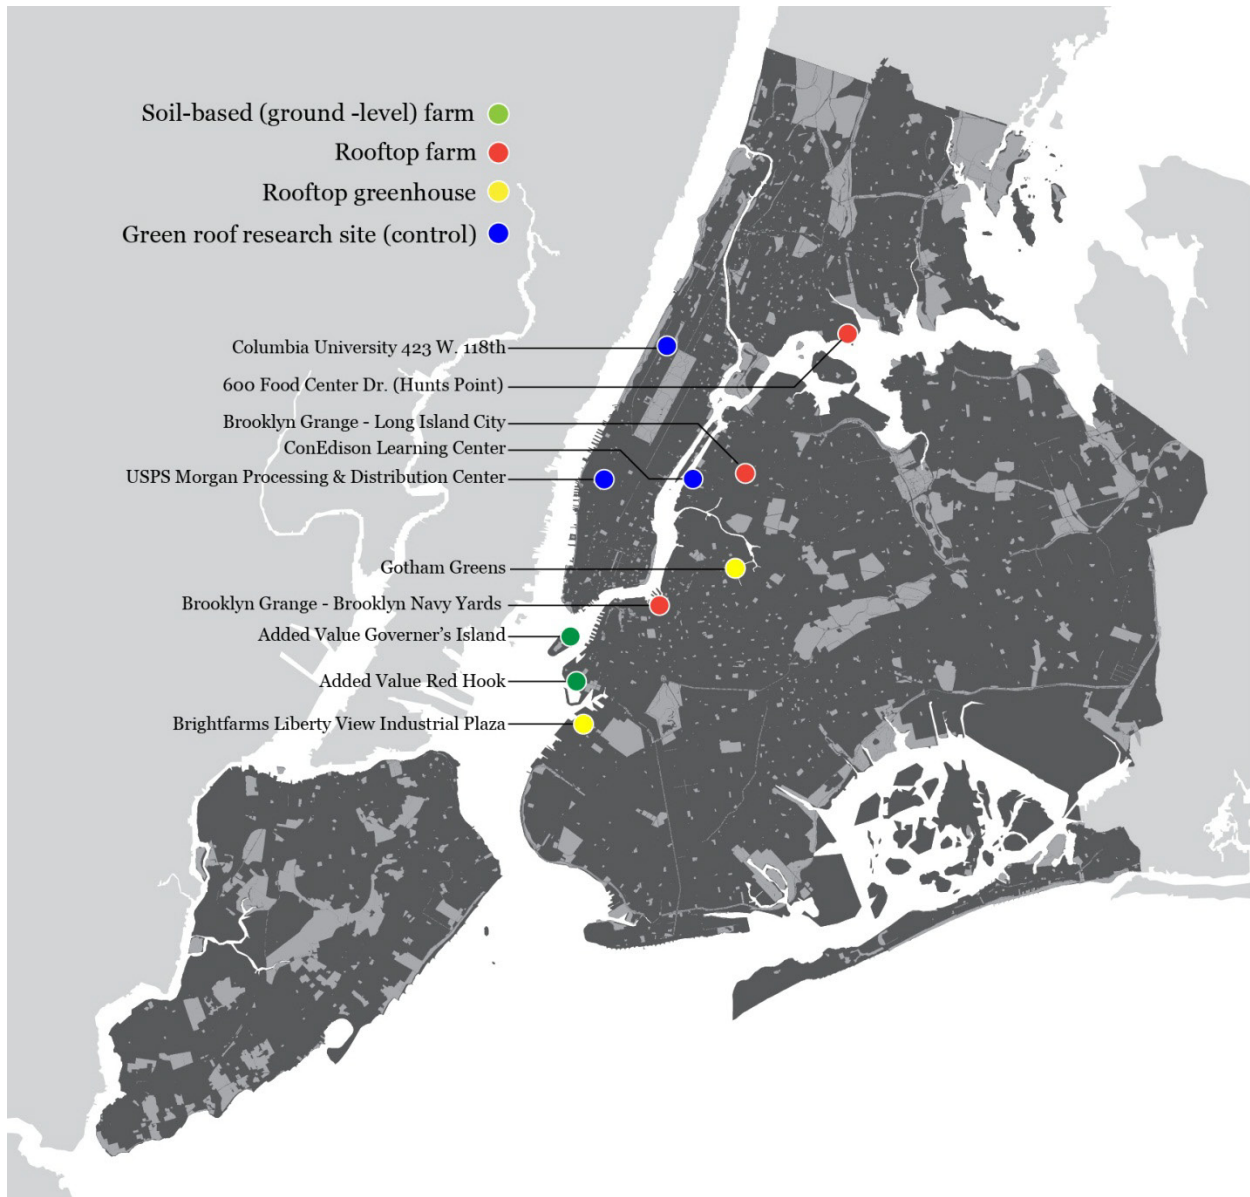 Soil-based (ground -level) farm
Rooftop farm
Rooftop greenhouse
Green roof research site (control)
Columbia University 423 W. 118th
600 Food Center Dr. (Hunts Point)
Brooklyn Grange - Long Island City
ConEdison Learning Center
USPS Morgan Processing & Distribution Center
Gotham Greens
Brooklyn Grange - Brooklyn Navy Yards
Added Value Governer's Island
Added Value Red Hook
Brightfarms Liberty View Industrial Plaza